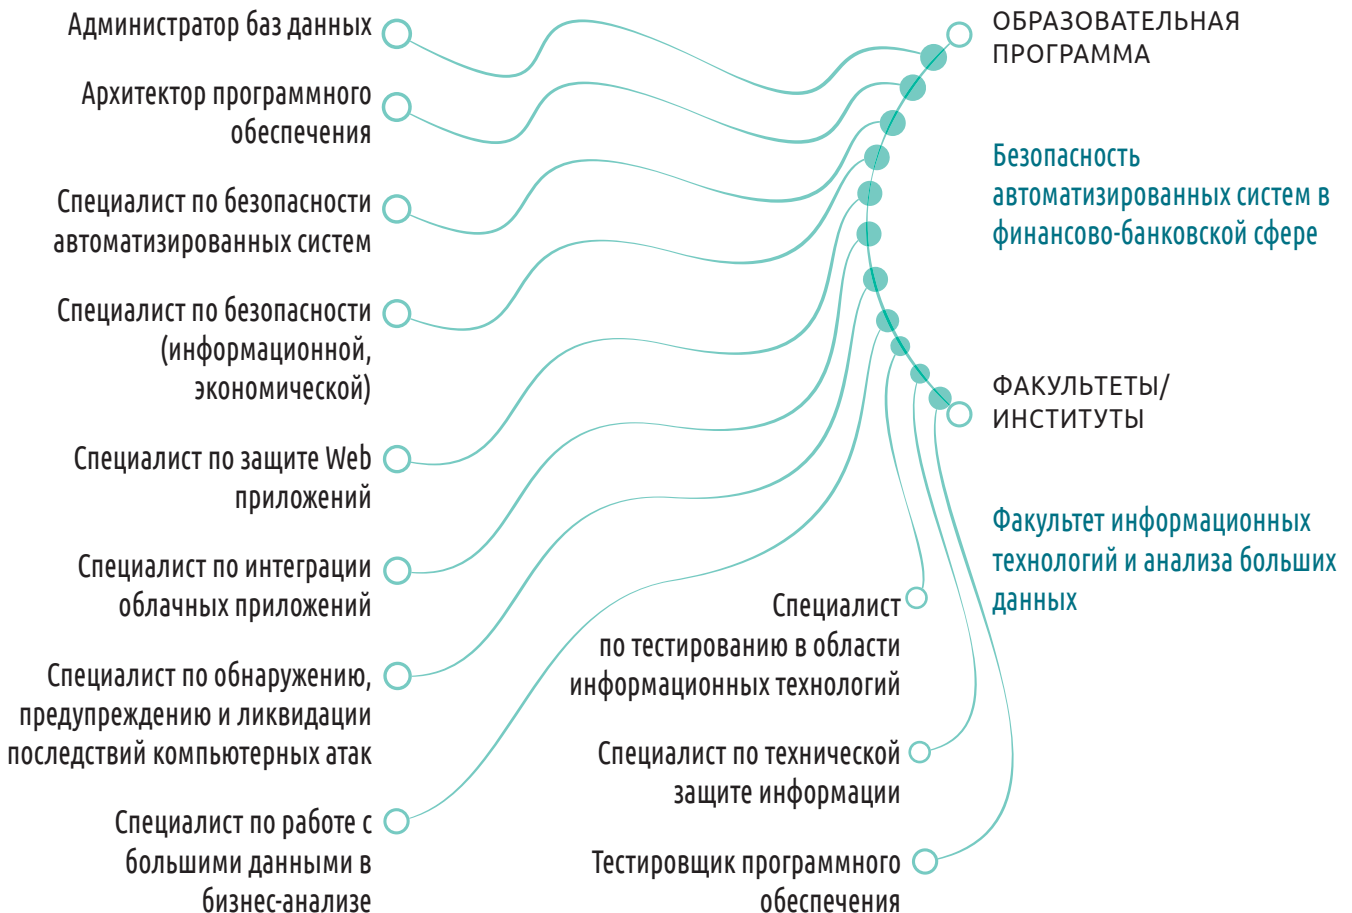 Администратор баз данных
Архитектор программного
обеспечения
Специалист по безопасности
автоматизированных систем
Специалист по безопасности
(информационной,
экономической)
Специалист по защите Web
приложений
Специалист по интеграции
облачных приложений
Специалист по обнаружению,
предупреждению и ликвидации
последствий компьютерных атак
Специалист по работе с
большими данными в
бизнес-анализе
Специалист
по тестированию в области
информационных технологий
Специалист по технической
защите информации
Тестировщик программного
обеспечения
ОБРАЗОВАТЕЛЬНАЯ
ПРОГРАММА
Безопасность
автоматизированных систем в
финансово-банковской сфере
ФАКУЛЬТЕТЫ/
ИНСТИТУТЫ
Факультет информационных
технологий и анализа больших
данных